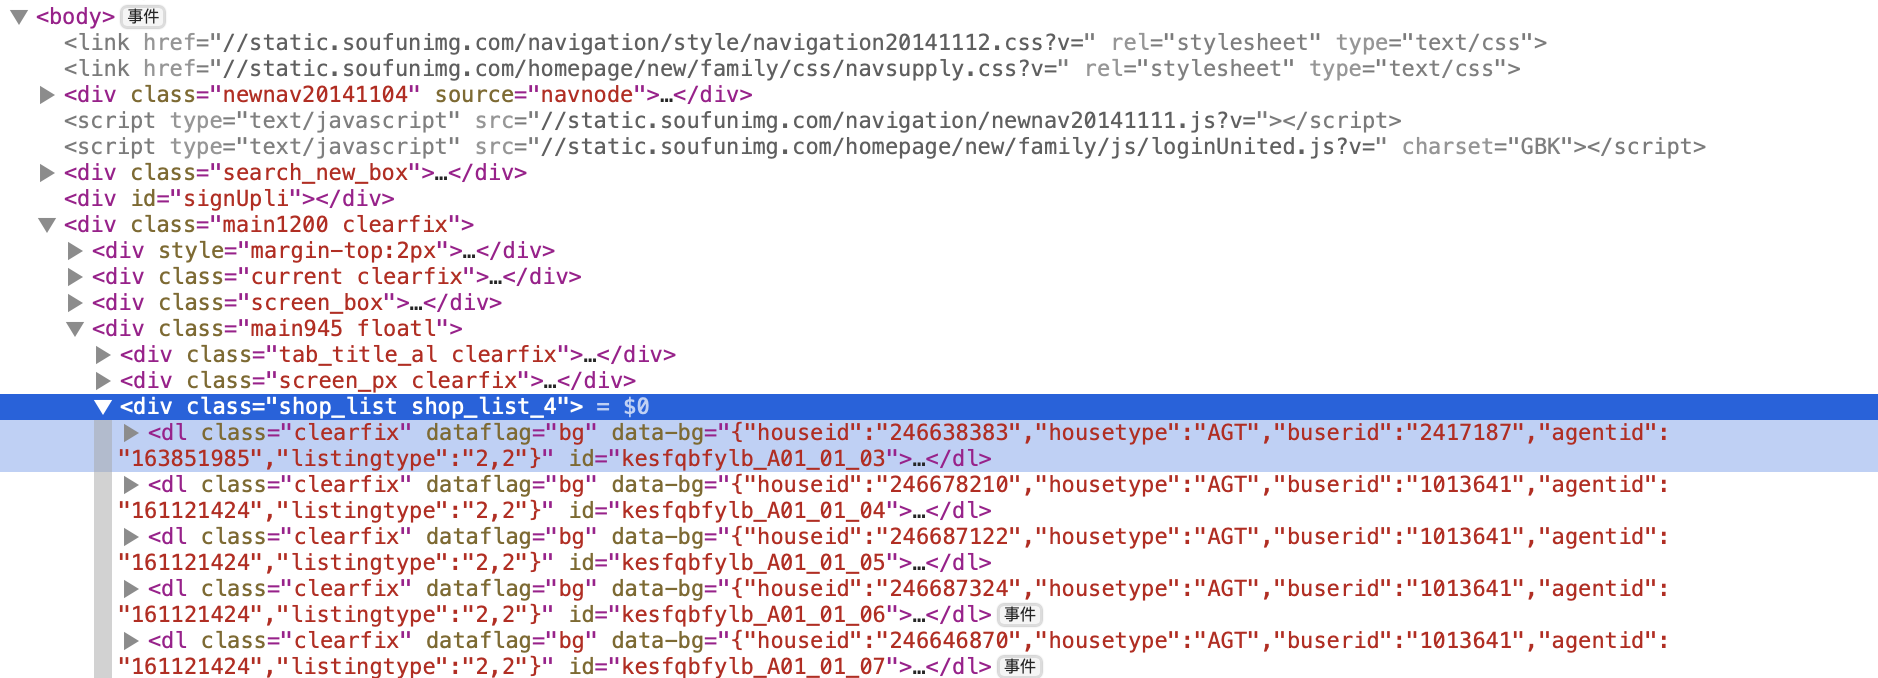 <body> 事件
<link href="//static.soufunimg.com/navigation/style/navigation20141112.css?v=" rel="stylesheet" type="text/css">
<link href="//static.soufunimg.com/homepage/new/family/css/navsupply.css?v=" rel="stylesheet" type="text/css">
<div class="newnav20141104" source="navnode">…</div>
<script type="text/javascript" src="//static.soufunimg.com/navigation/newnav20141111.js?v="></script>
<script type="text/javascript" src="//static.soufunimg.com/homepage/new/family/js/loginUnited.js?v=" charset="GBK"></script>
<div class="search_new_box">…</div>
<div id="signUpli"></div>
<div class="main1200 clearfix">
<div style="margin-top:2px">…</div>
<div class="current clearfix">…</div>
<div class="screen_box">…</div>
<div class="main945 floatl">
<div class="tab_title_al clearfix">…</div>
<div class="screen_px clearfix">…</div>
<div class="shop_list shop_list_4"> = $0
<dl class="clearfix" dataflag="bg" data-bg="{"houseid":"246638383","housetype":"AGT","buserid":"2417187","agentid":
"163851985","listingtype":"2,2"}" id="kesfqbfylb_A01_01_03">…</dl>
<dl class="clearfix" dataflag="bg" data-bg="{"houseid":"246678210","housetype":"AGT","buserid":"1013641","agentid":
"161121424","listingtype":"2,2"}" id="kesfqbfylb_A01_01_04">…</dl>
<dl class="clearfix" dataflag="bg" data-bg="{"houseid":"246687122","housetype":"AGT","buserid":"1013641","agentid":
"161121424","listingtype":"2,2"}" id="kesfqbfylb_A01_01_05">…</dl>
<dl class="clearfix" dataflag="bg" data-bg="{"houseid":"246687324","housetype":"AGT","buserid":"1013641","agentid":
"161121424","listingtype":"2,2"}" id="kesfqbfylb_A01_01_06">…</dl> 事件
<dl class="clearfix" dataflag="bg" data-bg="{"houseid":"246646870","housetype":"AGT","buserid":"1013641","agentid":
"161121424","listingtype":"2,2"}" id="kesfqbfylb_A01_01_07">…</dl> 事件